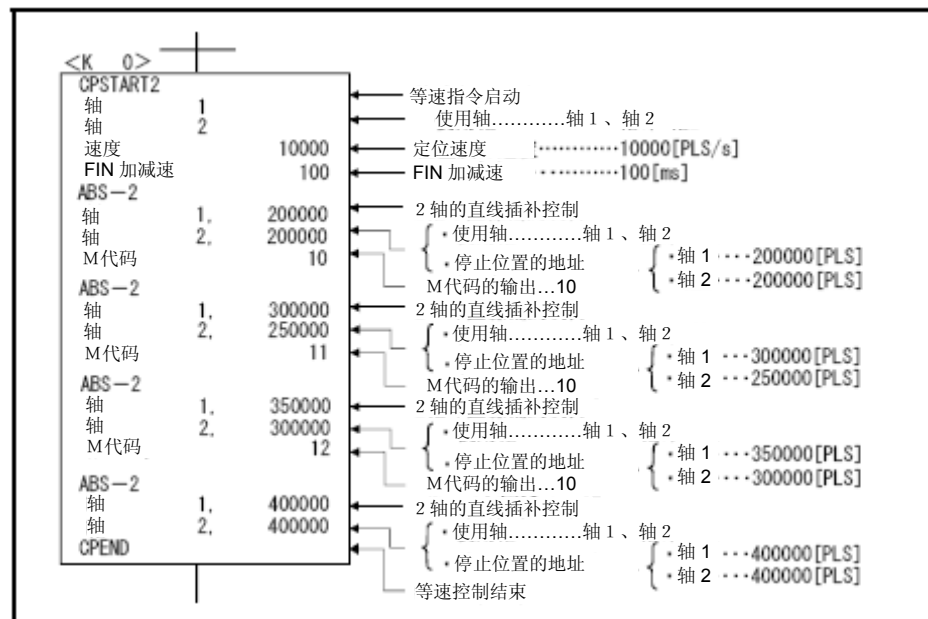 <K 0>
CPSTART2
轴 1
轴 2
速度 10000
FIN 加减速 100
ABS－2
轴 1, 200000
轴 2, 200000
M代码 10
ABS－2
轴 1, 300000
轴 2, 250000
M代码 11
ABS－2
轴 1, 350000
轴 2, 300000
M代码 12
ABS－2
轴 1, 400000
轴 2, 400000
CPEND
等速指令启动
使用轴…………轴１、轴２
定位速度 [············10000[PLS/s]
FIN 加减速 ············100[ms]
２轴的直线插补控制
・使用轴…………轴１、轴２
・停止位置的地址
・轴 1 ····200000[PLS]
・轴 2 ···200000[PLS]
M代码的输出…10
２轴的直线插补控制
・使用轴…………轴１、轴２
・停止位置的地址
・轴 1 ···300000[PLS]
・轴 2 ···250000[PLS]
M代码的输出…10
２轴的直线插补控制
・使用轴…………轴１、轴２
・停止位置的地址
・轴 1 ···350000[PLS]
・轴 2 ···300000[PLS]
M代码的输出…10
２轴的直线插补控制
・使用轴…………轴１、轴２
・停止位置的地址
・轴 1 ···400000[PLS]
・轴 2 ···400000[PLS]
等速控制结束